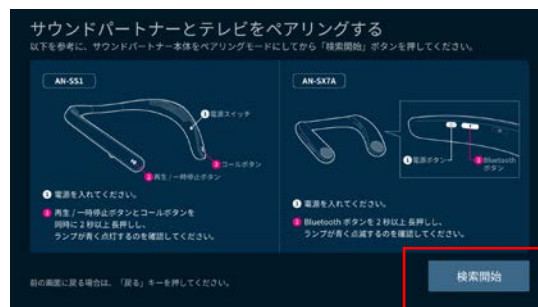 サウンドパートナーとテレビをペアリングする
以下を参考に、サウンドパートナー本体をペアリングモードにしてから「検索開始」ボタンを押してください。
AN-SS1
1 電源スイッチ
2 コールボタン
2 再生/一時停止ボタン
1 電源を入れてください。
2 再生/一時停止ボタンとコールボタンを
同時に2秒以上長押しし、
ランプが青く点灯するのを確認してください。
AN-SX7A
1 電源ボタン
2 Bluetooth
ボタン
1 電源を入れてください。
2 Bluetooth ボタンを2秒以上長押しし、
ランプが青く点滅するのを確認してください。
前の画面に戻る場合は、「戻る」キーを押してください。
検索開始